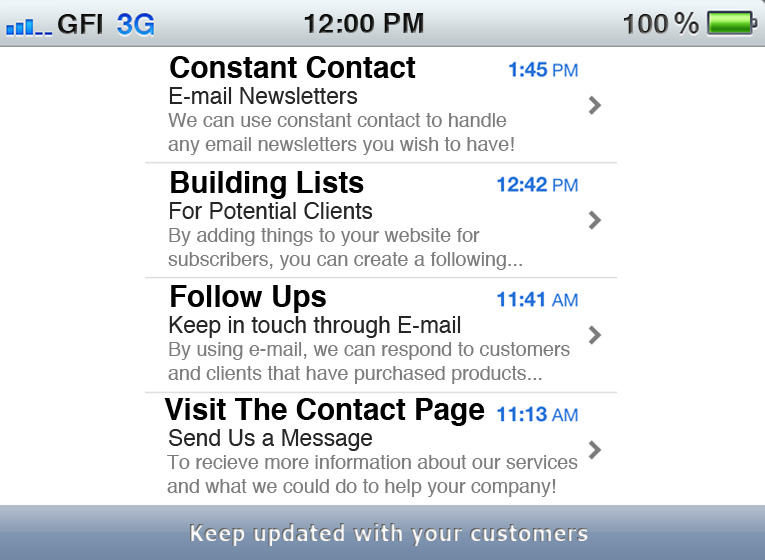 GFI 3G 12:00 PM 100 %
Constant Contact 1:45 PM
E-mail Newsletters
We can use constant contact to handle
any email newsletters you wish to have!
Building Lists 12:42 PM
For Potential Clients
By adding things to your website for
subscribers, you can create a following...
Follow Ups 11:41 AM
Keep in touch through E-mail
By using e-mail, we can respond to customers
and clients that have purchased products...
Visit The Contact Page 11:13 AM
Send Us a Message
To recieve more information about our services
and what we could do to help your company!
Keep updated with your customers